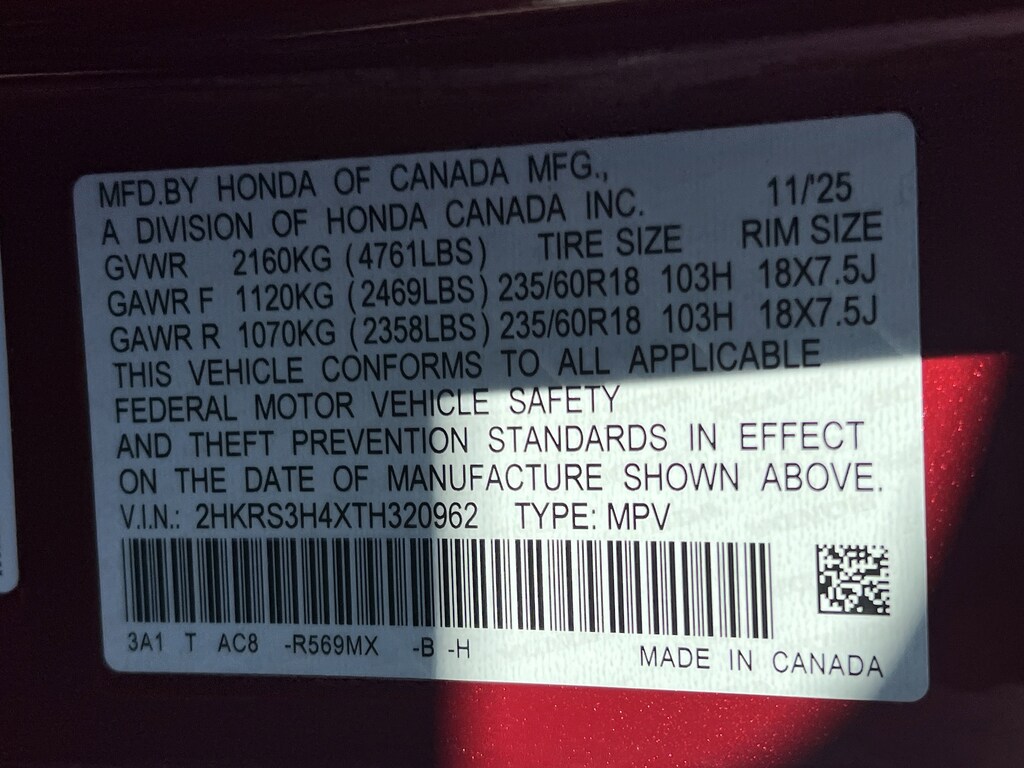 MFD.BY HONDA OF CANADA MFG.,
A DIVISION OF HONDA CANADA INC. 11/'25
GVWR 2160KG (4761LBS) TIRE SIZE RIM SIZE
GAWR F 1120KG (2469LBS) 235/60R18 103H 18X7.5J
GAWR R 1070KG (2358LBS) 235/60R18 103H 18X7.5J
THIS VEHICLE CONFORMS TO ALL APPLICABLE
FEDERAL MOTOR VEHICLE SAFETY
AND THEFT PREVENTION STANDARDS IN EFFECT
ON THE DATE OF MANUFACTURE SHOWN ABOVE.
V.I.N.: 2HKRS3H4XTH320962 TYPE: MPV
3A1 T AC8 -R569MX -B -H
MADE IN CANADA